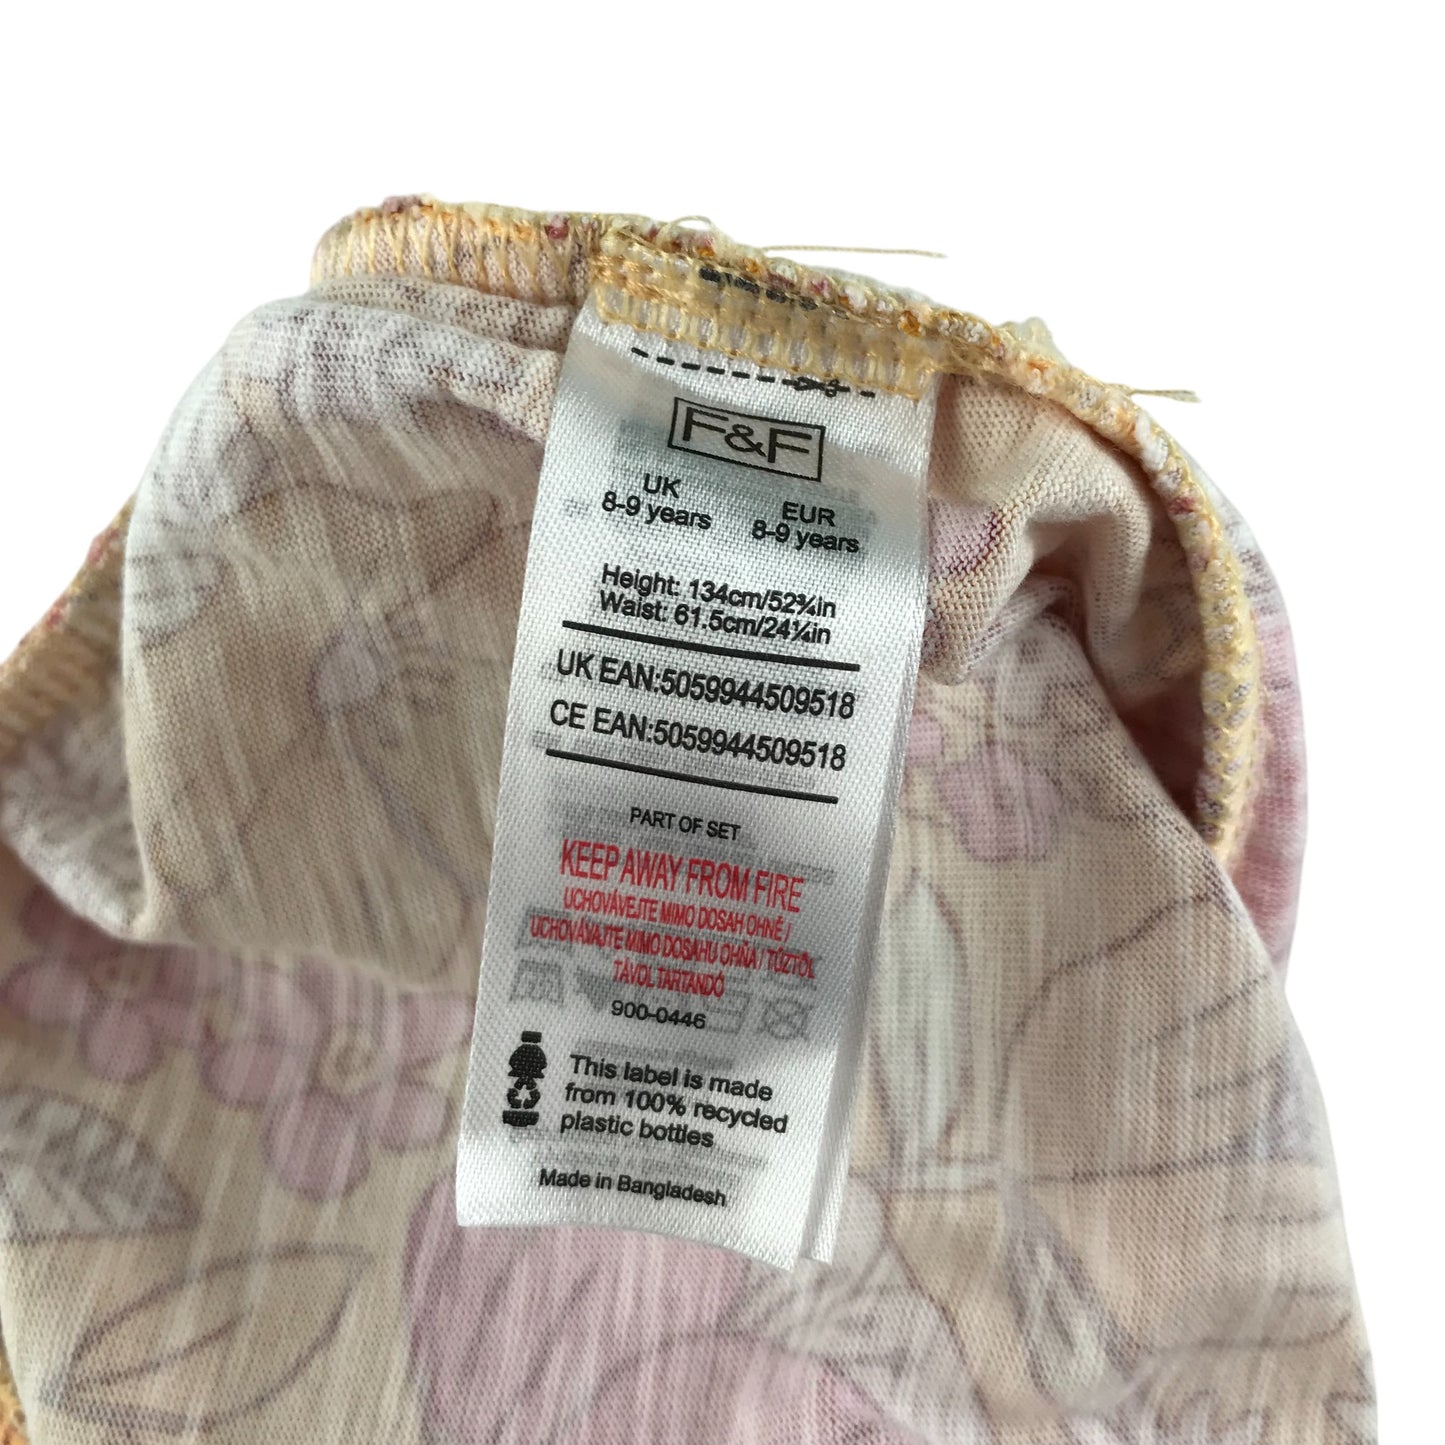 F&F
UK
8-9 years
EUR
8-9 years
Height: 134cm/52¾in
Waist: 61.5cm/24¼in
UK EAN:5059944509518
CE EAN:5059944509518
PART OF SET
KEEP AWAY FROM FIRE
UCHOVÁVEJTE MIMO DOSAH OHNĚ /
UCHOVÁVAJTE MIMO DOSAHU OHŇA / TŰZTŐL
TÁVOL TARTANDÓ
900-0446
This label is made
from 100% recycled
plastic bottles
Made in Bangladesh